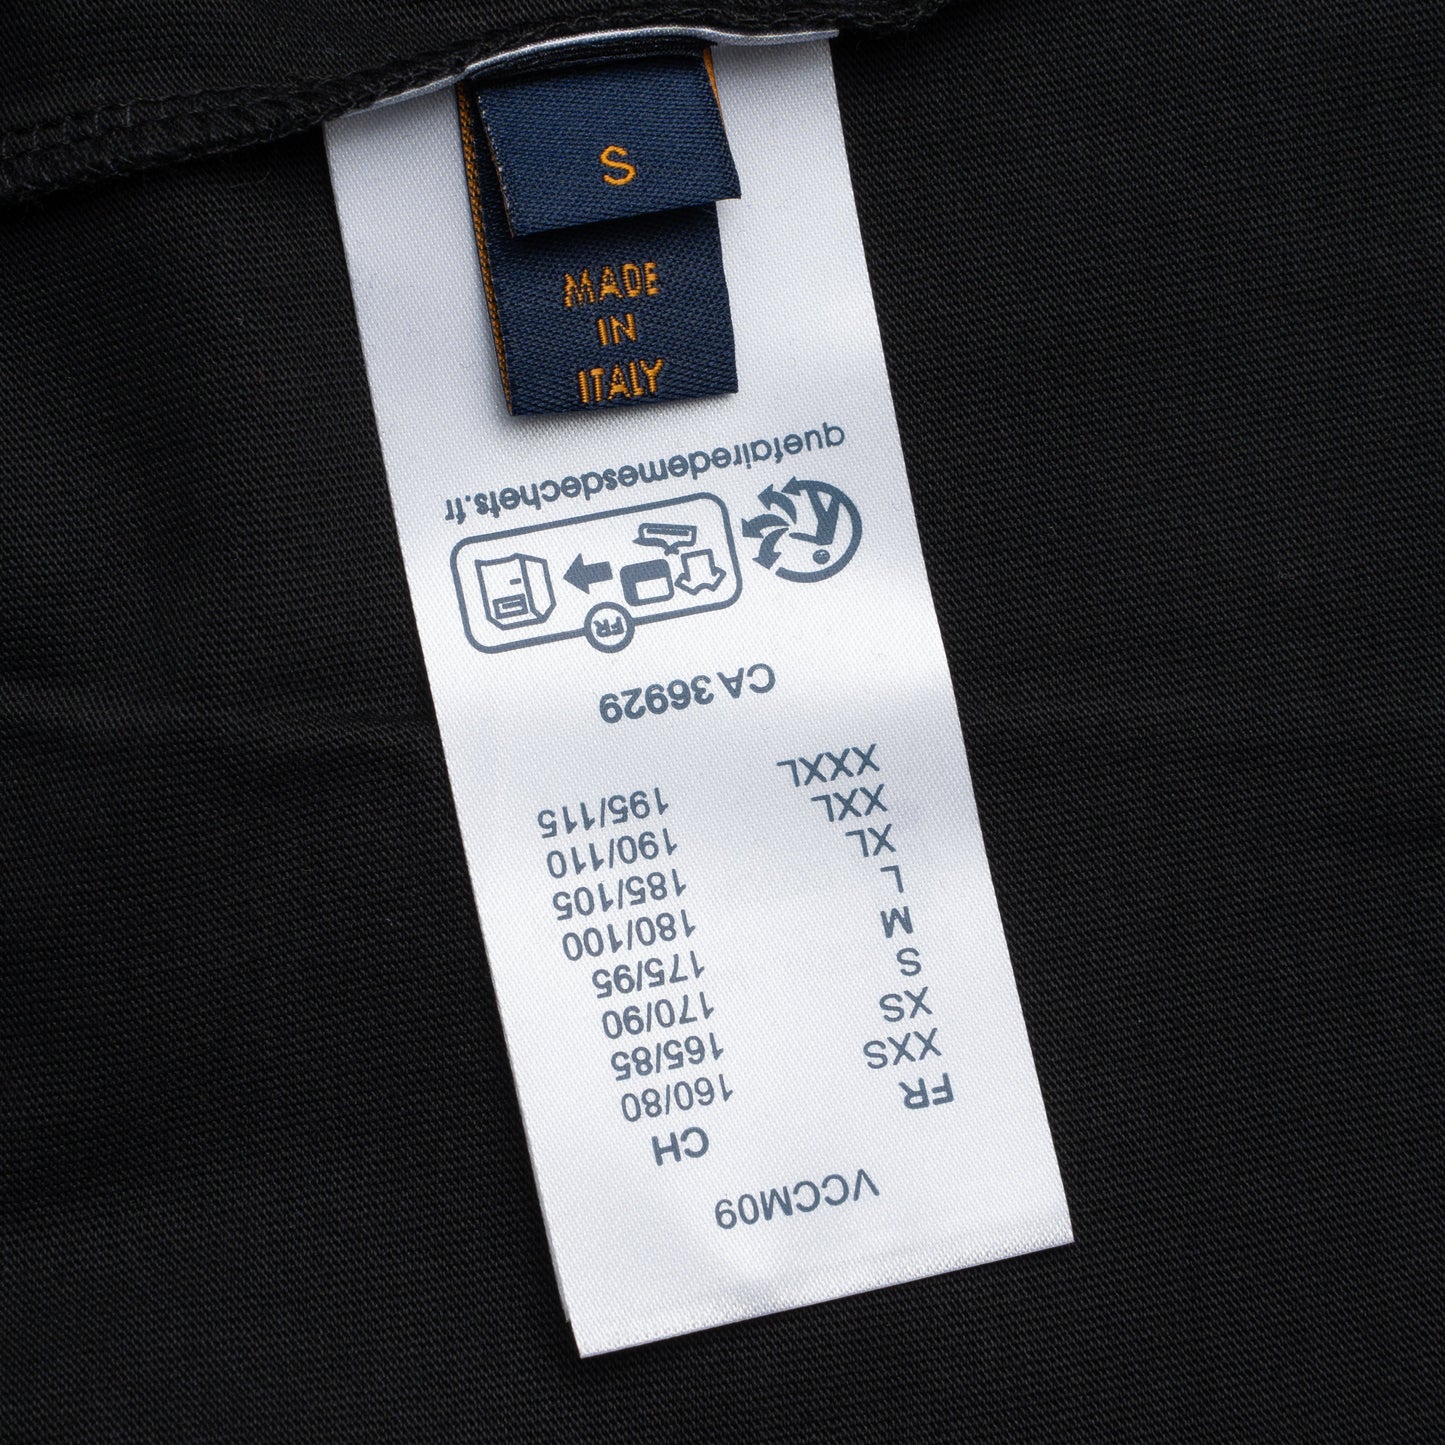 S
MADE
IN
ITALY
VCCM09
FR CH
XXS 160/80
XS 165/85
S 170/90
M 175/95
L 180/100
XL 185/105
XXL 190/110
XXXL 195/115
CA 36929
FR
quefairedemesdechets.fr